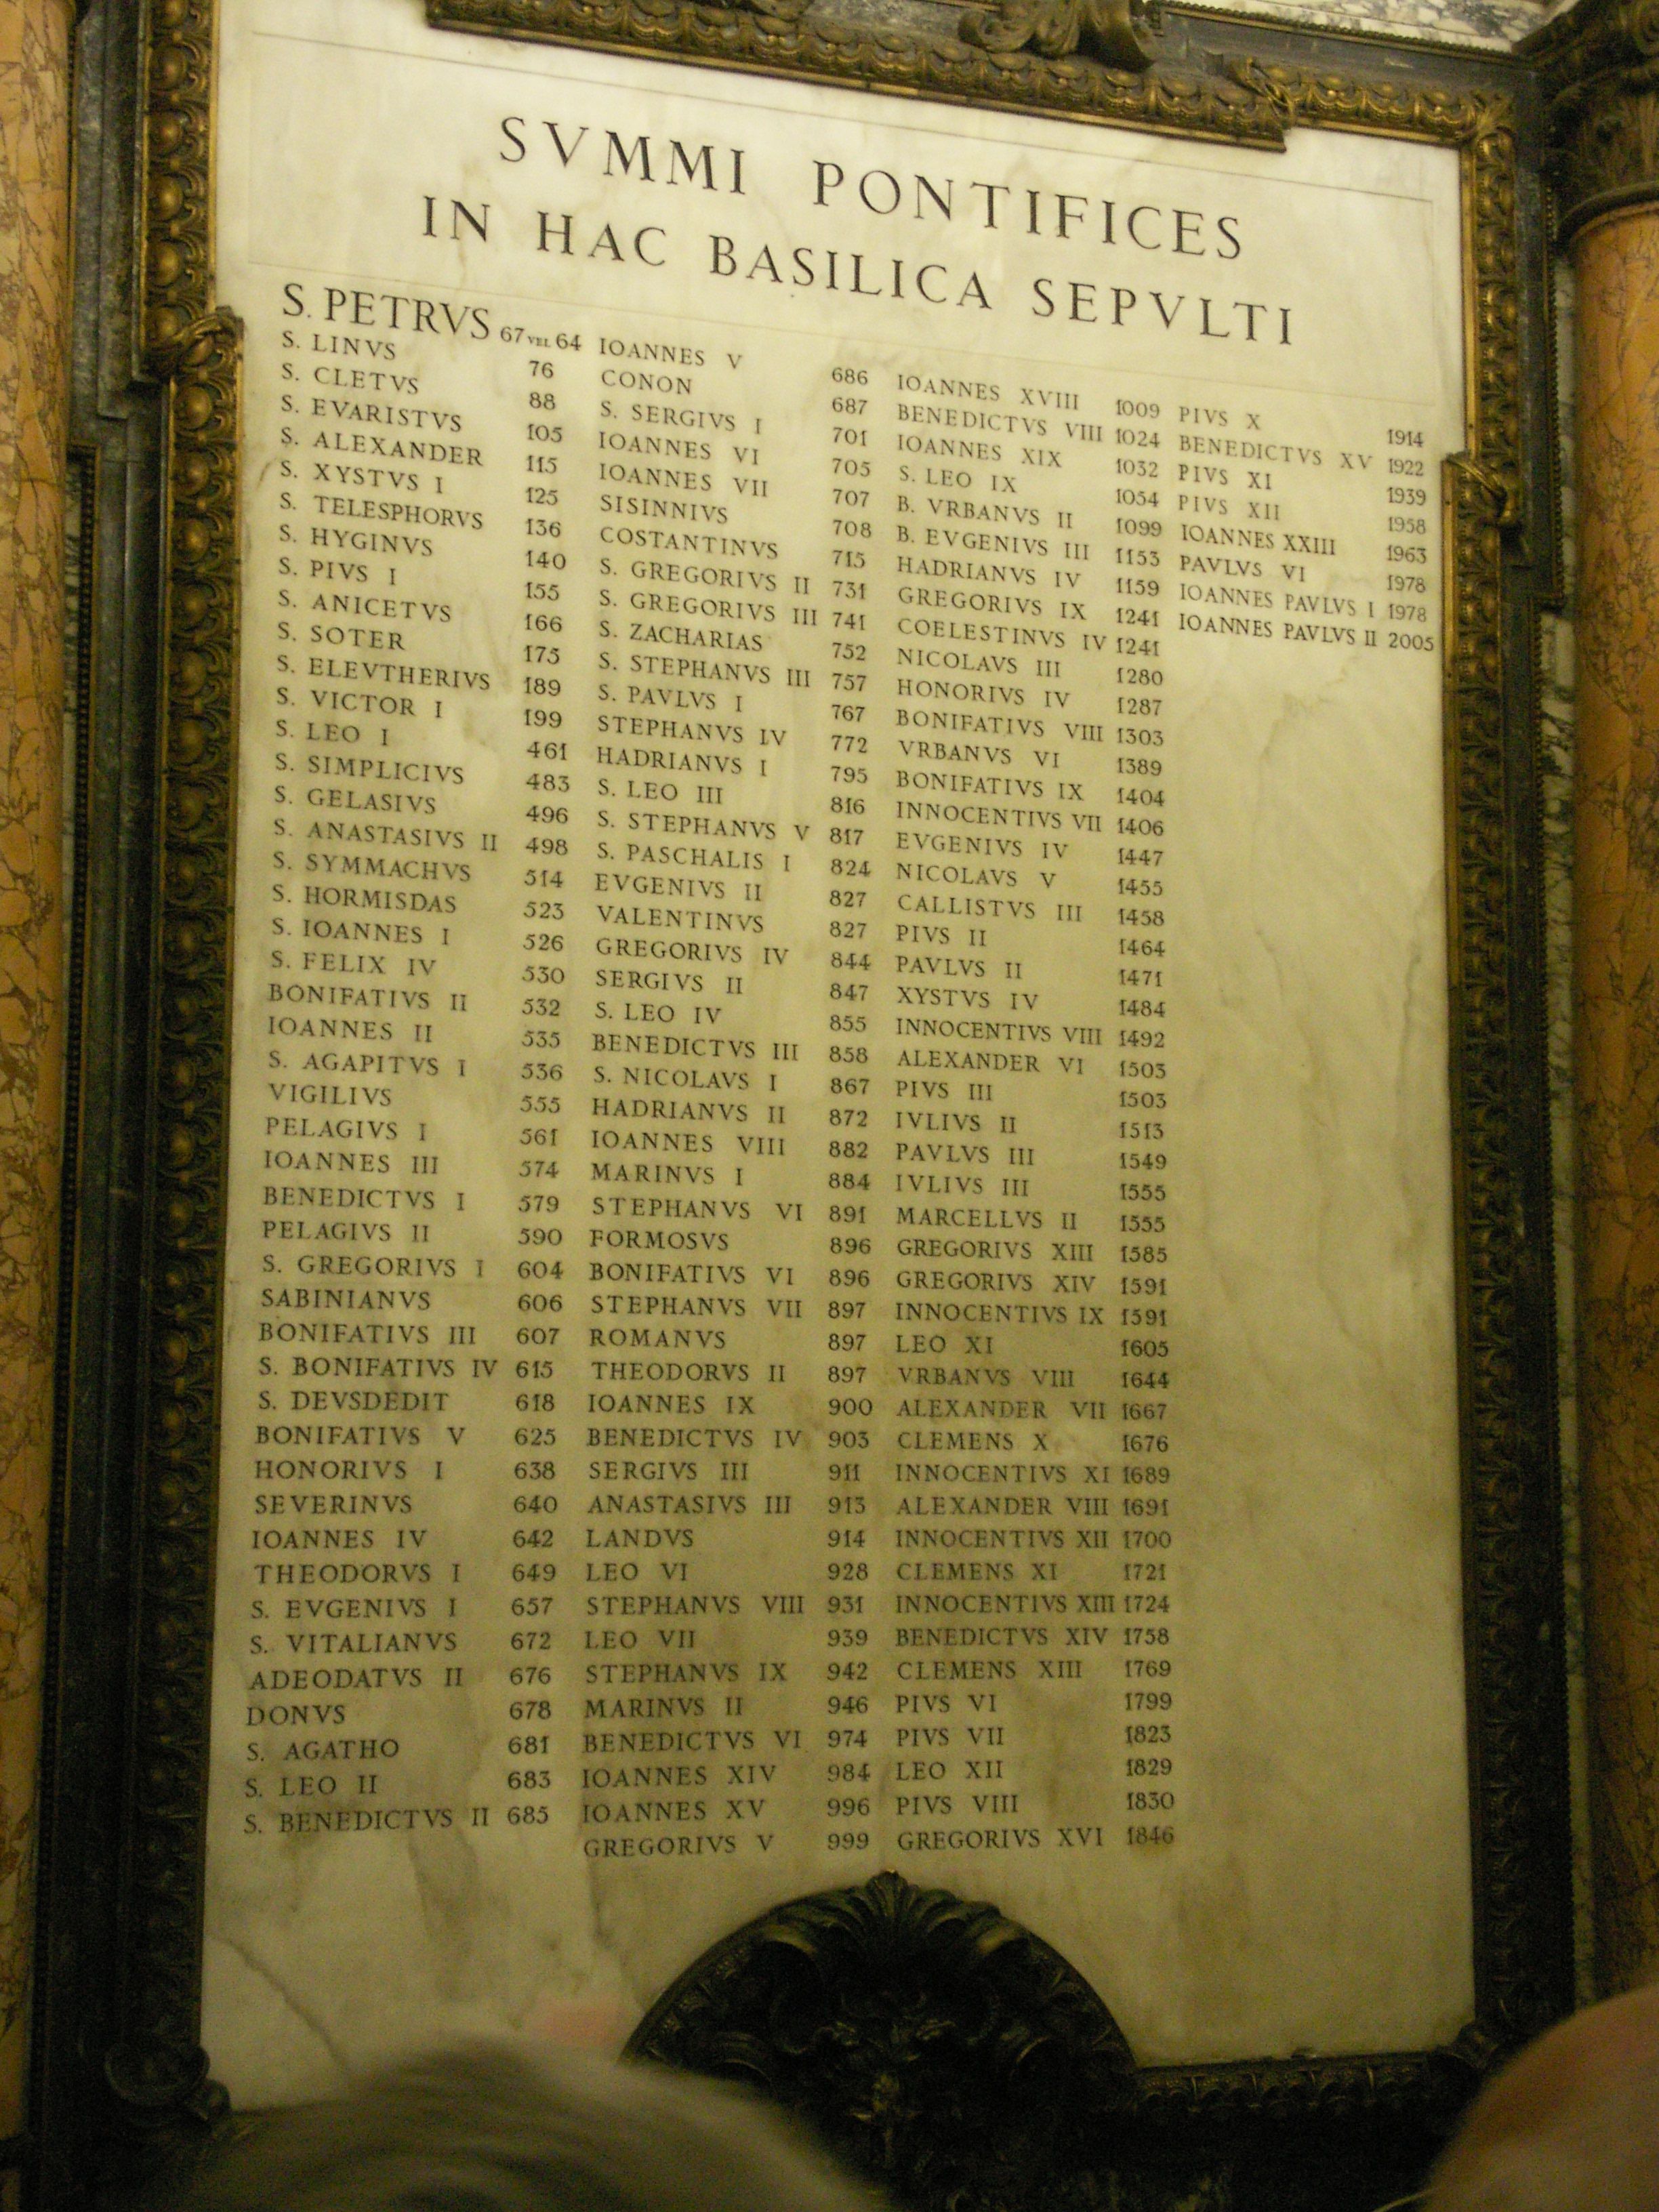 SVMMI PONTIFICES
IN HAC BASILICA SEPVLTI
S. PETRVS 67 VEL 64
S. LINVS 76
S. CLETVS 88
S. EVARISTVS 105
S. ALEXANDER 115
S. XYSTVS I 125
S. TELESPHORVS 136
S. HYGINVS 140
S. PIVS I 155
S. ANICETVS 166
S. SOTER 175
S. ELEVTHERIVS 189
S. VICTOR I 199
S. LEO I 461
S. SIMPLICIVS 483
S. GELASIVS 496
S. ANASTASIVS II 498
S. SYMMACHVS 514
S. HORMISDAS 523
S. IOANNES I 526
S. FELIX IV 530
BONIFATIVS II 532
IOANNES II 535
S. AGAPITVS I 536
VIGILIVS 555
PELAGIVS I 561
IOANNES III 574
BENEDICTVS I 579
PELAGIVS II 590
S. GREGORIVS I 604
SABINIANVS 606
BONIFATIVS III 607
S. BONIFATIVS IV 615
S. DEVSDEDIT 618
BONIFATIVS V 625
HONORIVS I 638
SEVERINVS 640
IOANNES IV 642
THEODORVS I 649
S. EVGENIVS I 657
S. VITALIANVS 672
ADEODATVS II 676
DONVS 678
S. AGATHO 681
S. LEO II 683
S. BENEDICTVS II 685
IOANNES V 686
CONON 687
S. SERGIVS I 701
IOANNES VI 705
IOANNES VII 707
SISINNIVS 708
COSTANTINVS 715
S. GREGORIVS II 731
S. GREGORIVS III 741
S. ZACHARIAS 752
S. STEPHANVS III 757
S. PAVLVS I 767
STEPHANVS IV 772
HADRIANVS I 795
S. LEO III 816
S. STEPHANVS V 817
S. PASCHALIS I 824
EVGENIVS II 827
VALENTINVS 827
GREGORIVS IV 844
SERGIVS II 847
S. LEO IV 855
BENEDICTVS III 858
S. NICOLAVS I 867
HADRIANVS II 872
IOANNES VIII 882
MARINVS I 884
STEPHANVS VI 891
FORMOSVS 896
BONIFATIVS VI 896
STEPHANVS VII 897
ROMANVS 897
THEODORVS II 897
IOANNES IX 900
BENEDICTVS IV 903
SERGIVS III 911
ANASTASIVS III 913
LANDVS 914
LEO VI 928
STEPHANVS VIII 931
LEO VII 939
STEPHANVS IX 942
MARINVS II 946
BENEDICTVS VI 974
IOANNES XIV 984
IOANNES XV 996
GREGORIVS V 999
IOANNES XVIII 1009
BENEDICTVS VIII 1024
IOANNES XIX 1032
S. LEO IX 1054
B. VRBANVS II 1099
B. EVGENIVS III 1153
HADRIANVS IV 1159
GREGORIVS IX 1241
COELESTINVS IV 1241
NICOLAVS III 1280
HONORIVS IV 1287
BONIFATIVS VIII 1303
VRBANVS VI 1389
BONIFATIVS IX 1404
INNOCENTIVS VII 1406
EVGENIVS IV 1447
NICOLAVS V 1455
CALLISTVS III 1458
PIVS II 1464
PAVLVS II 1471
XYSTVS IV 1484
INNOCENTIVS VIII 1492
ALEXANDER VI 1503
PIVS III 1503
IVLIVS II 1513
PAVLVS III 1549
IVLIVS III 1555
MARCELLVS II 1555
GREGORIVS XIII 1585
GREGORIVS XIV 1591
INNOCENTIVS IX 1591
LEO XI 1605
VRBANVS VIII 1644
ALEXANDER VII 1667
CLEMENS X 1676
INNOCENTIVS XI 1689
ALEXANDER VIII 1691
INNOCENTIVS XII 1700
CLEMENS XI 1721
INNOCENTIVS XIII 1724
BENEDICTVS XIV 1758
CLEMENS XIII 1769
PIVS VI 1799
PIVS VII 1823
LEO XII 1829
PIVS VIII 1830
GREGORIVS XVI 1846
PIVS X 1914
BENEDICTVS XV 1922
PIVS XI 1939
PIVS XII 1958
IOANNES XXIII 1963
PAVLVS VI 1978
IOANNES PAVLVS I 1978
IOANNES PAVLVS II 2005